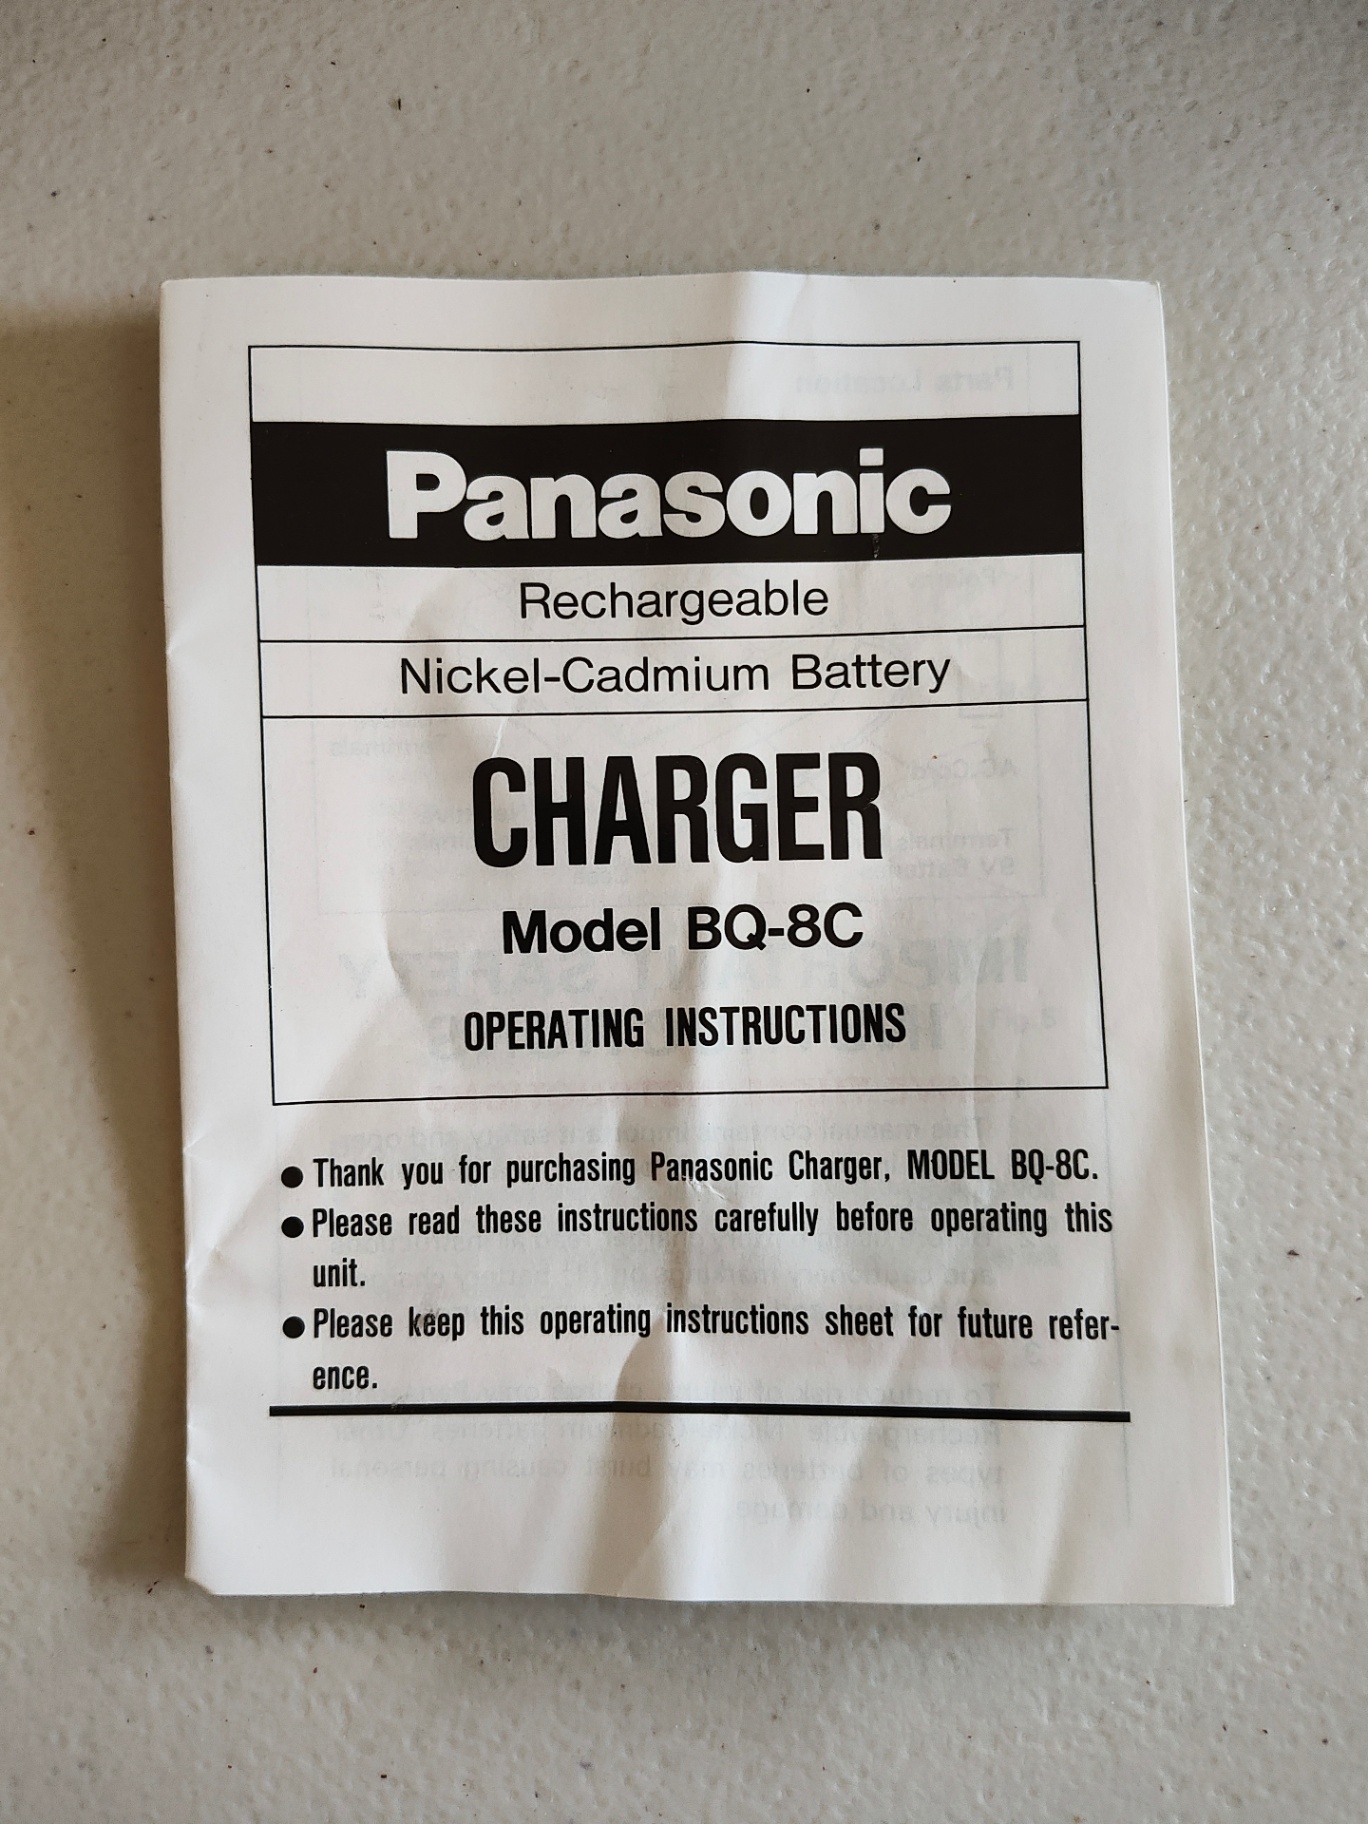 Panasonic
Rechargeable
Nickel-Cadmium Battery
CHARGER
Model BQ-8C
OPERATING INSTRUCTIONS
● Thank you for purchasing Panasonic Charger, MODEL BQ-8C.
● Please read these instructions carefully before operating this
unit.
● Please keep this operating instructions sheet for future refer-
ence.